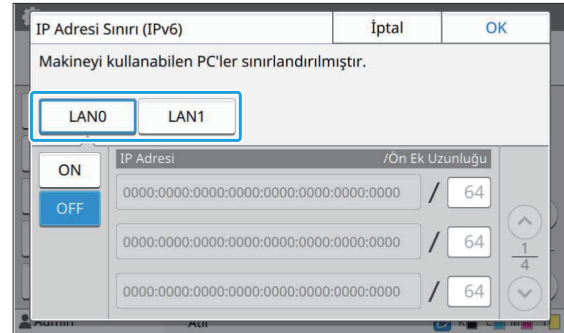 IP Adresi Sınırı (IPv6) İptal OK
Makineyi kullanabilen PC'ler sınırlandırılmıştır.
LAN0 LAN1
ON
OFF
IP Adresi /Ön Ek Uzunluğu
0000:0000:0000:0000:0000:0000:0000:0000 / 64
0000:0000:0000:0000:0000:0000:0000:0000 / 64
0000:0000:0000:0000:0000:0000:0000:0000 / 64
1
4
Admin